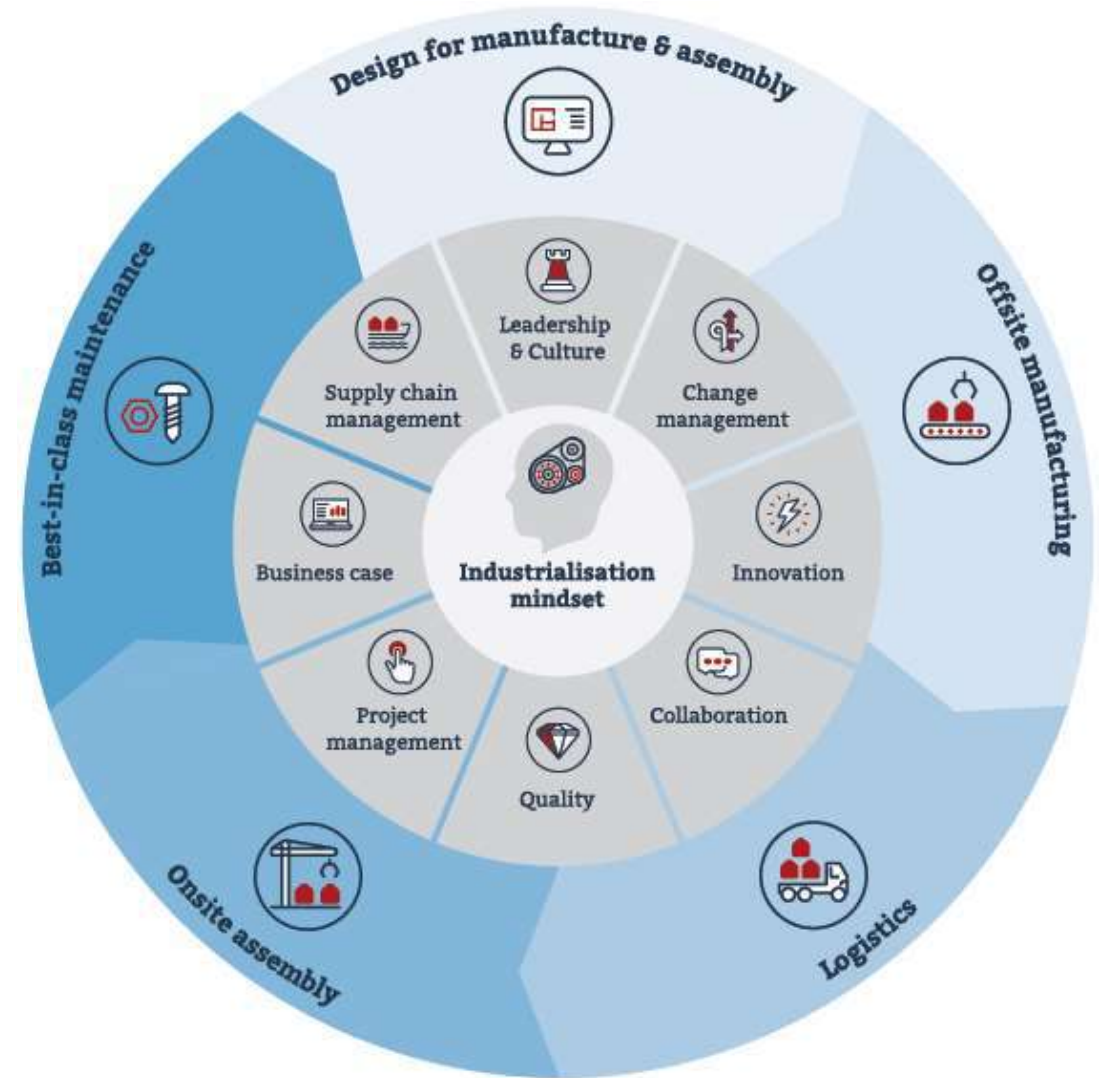 Design for manufacture & assembly
Offsite manufacturing
Logistics
Onsite assembly
Best-in-class maintenance
Leadership
& Culture
Change
management
Innovation
Collaboration
Quality
Project
management
Business case
Supply chain
management
Industrialisation
mindset